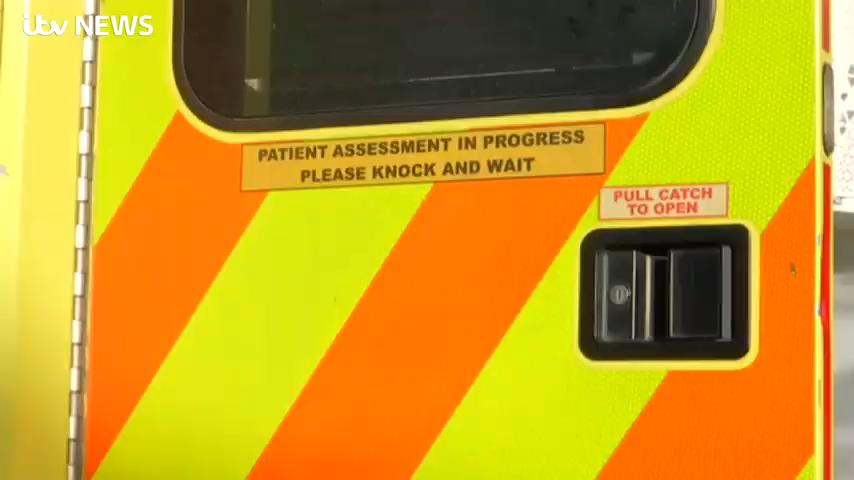 itv NEWS
PATIENT ASSESSMENT IN PROGRESS
PLEASE KNOCK AND WAIT
PULL CATCH
TO OPEN